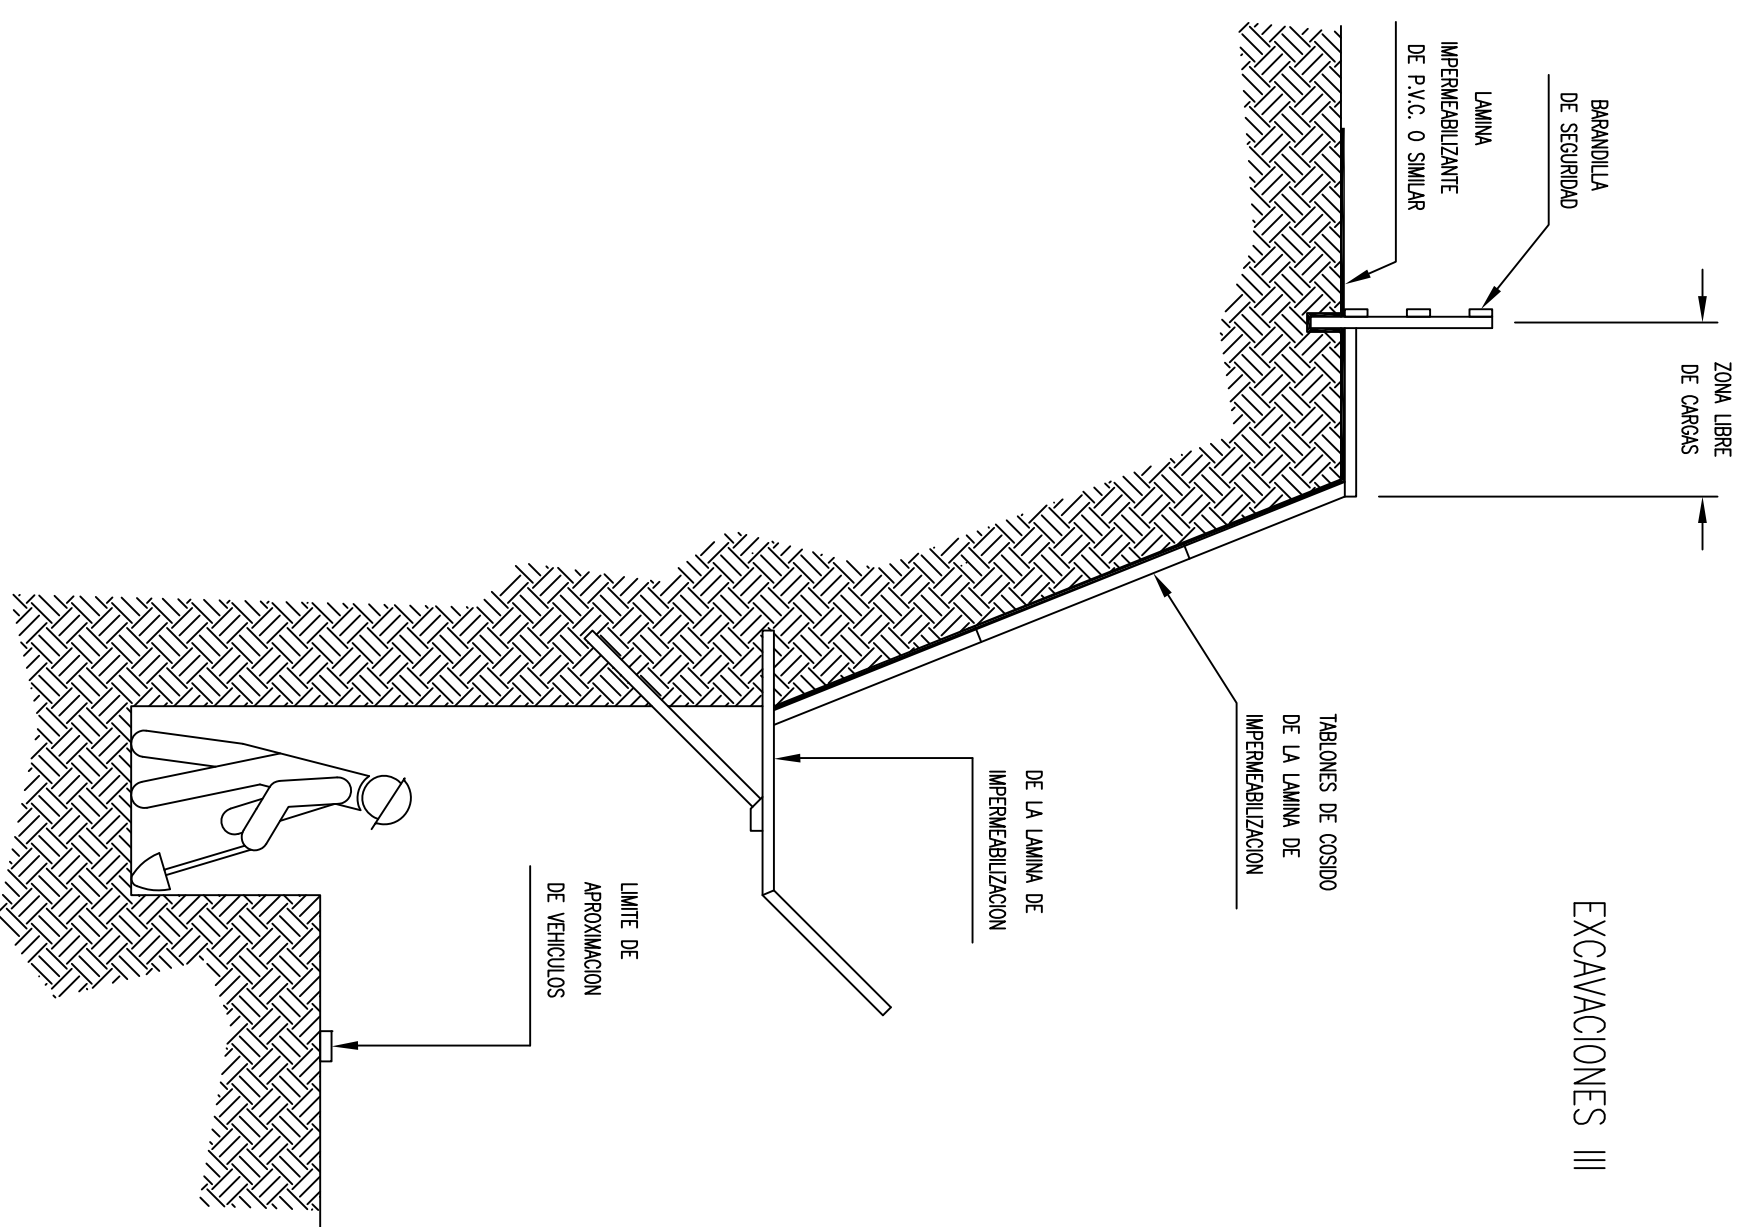 EXCAVACIONES III
ZONA LIBRE
DE CARGAS
BARANDILLA
DE SEGURIDAD
LAMINA
IMPERMEABILIZANTE
DE P.V.C. O SIMILAR
TABLONES DE COSIDO
DE LA LAMINA DE
IMPERMEABILIZACION
DE LA LAMINA DE
IMPERMEABILIZACION
LIMITE DE
APROXIMACION
DE VEHICULOS